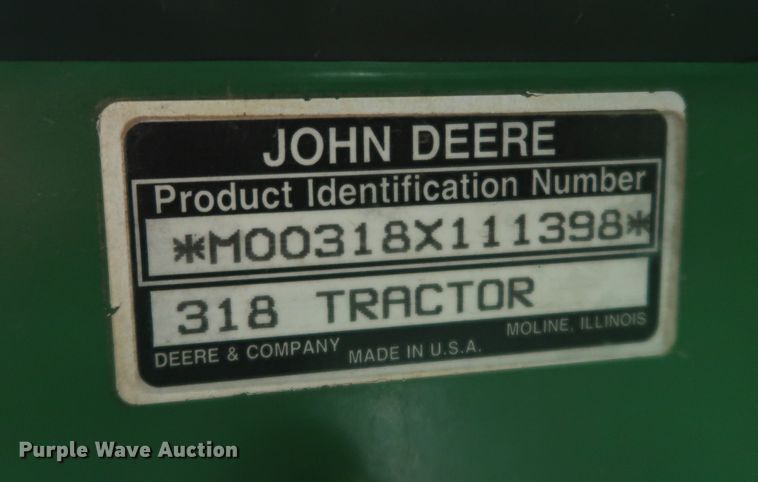 JOHN DEERE
Product Identification Number
*M00318X111398*
318 TRACTOR
DEERE & COMPANY MADE IN U.S.A. MOLINE, ILLINOIS
Purple Wave Auction